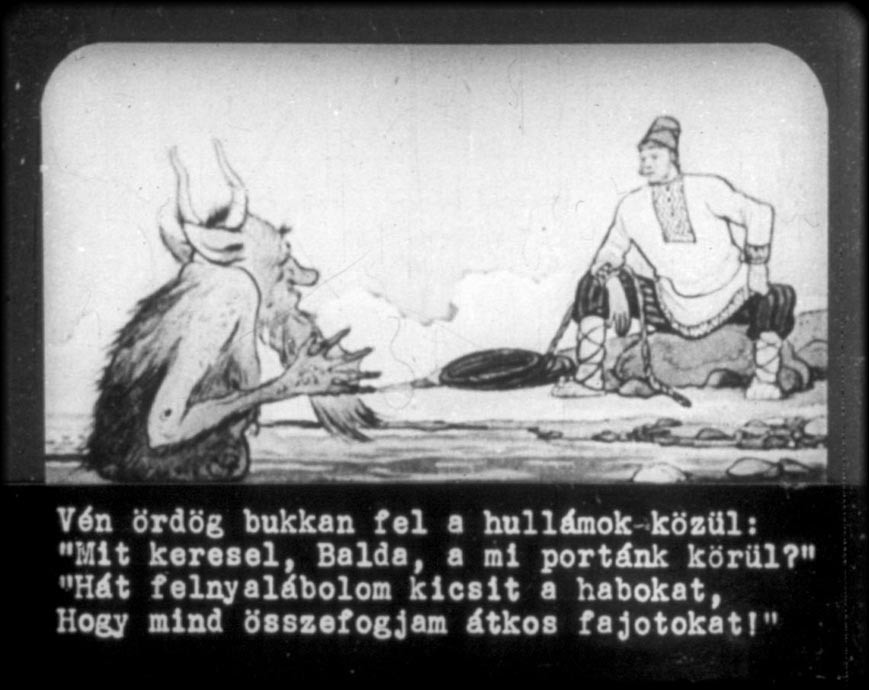 Vén ördög bukkan fel a hullámok közül:
"Mit keresel, Balda, a mi portánk körül?"
"Hát felnyalábolom kicsit a habokat,
Hogy mind összefogjam átkos fajotokat!"